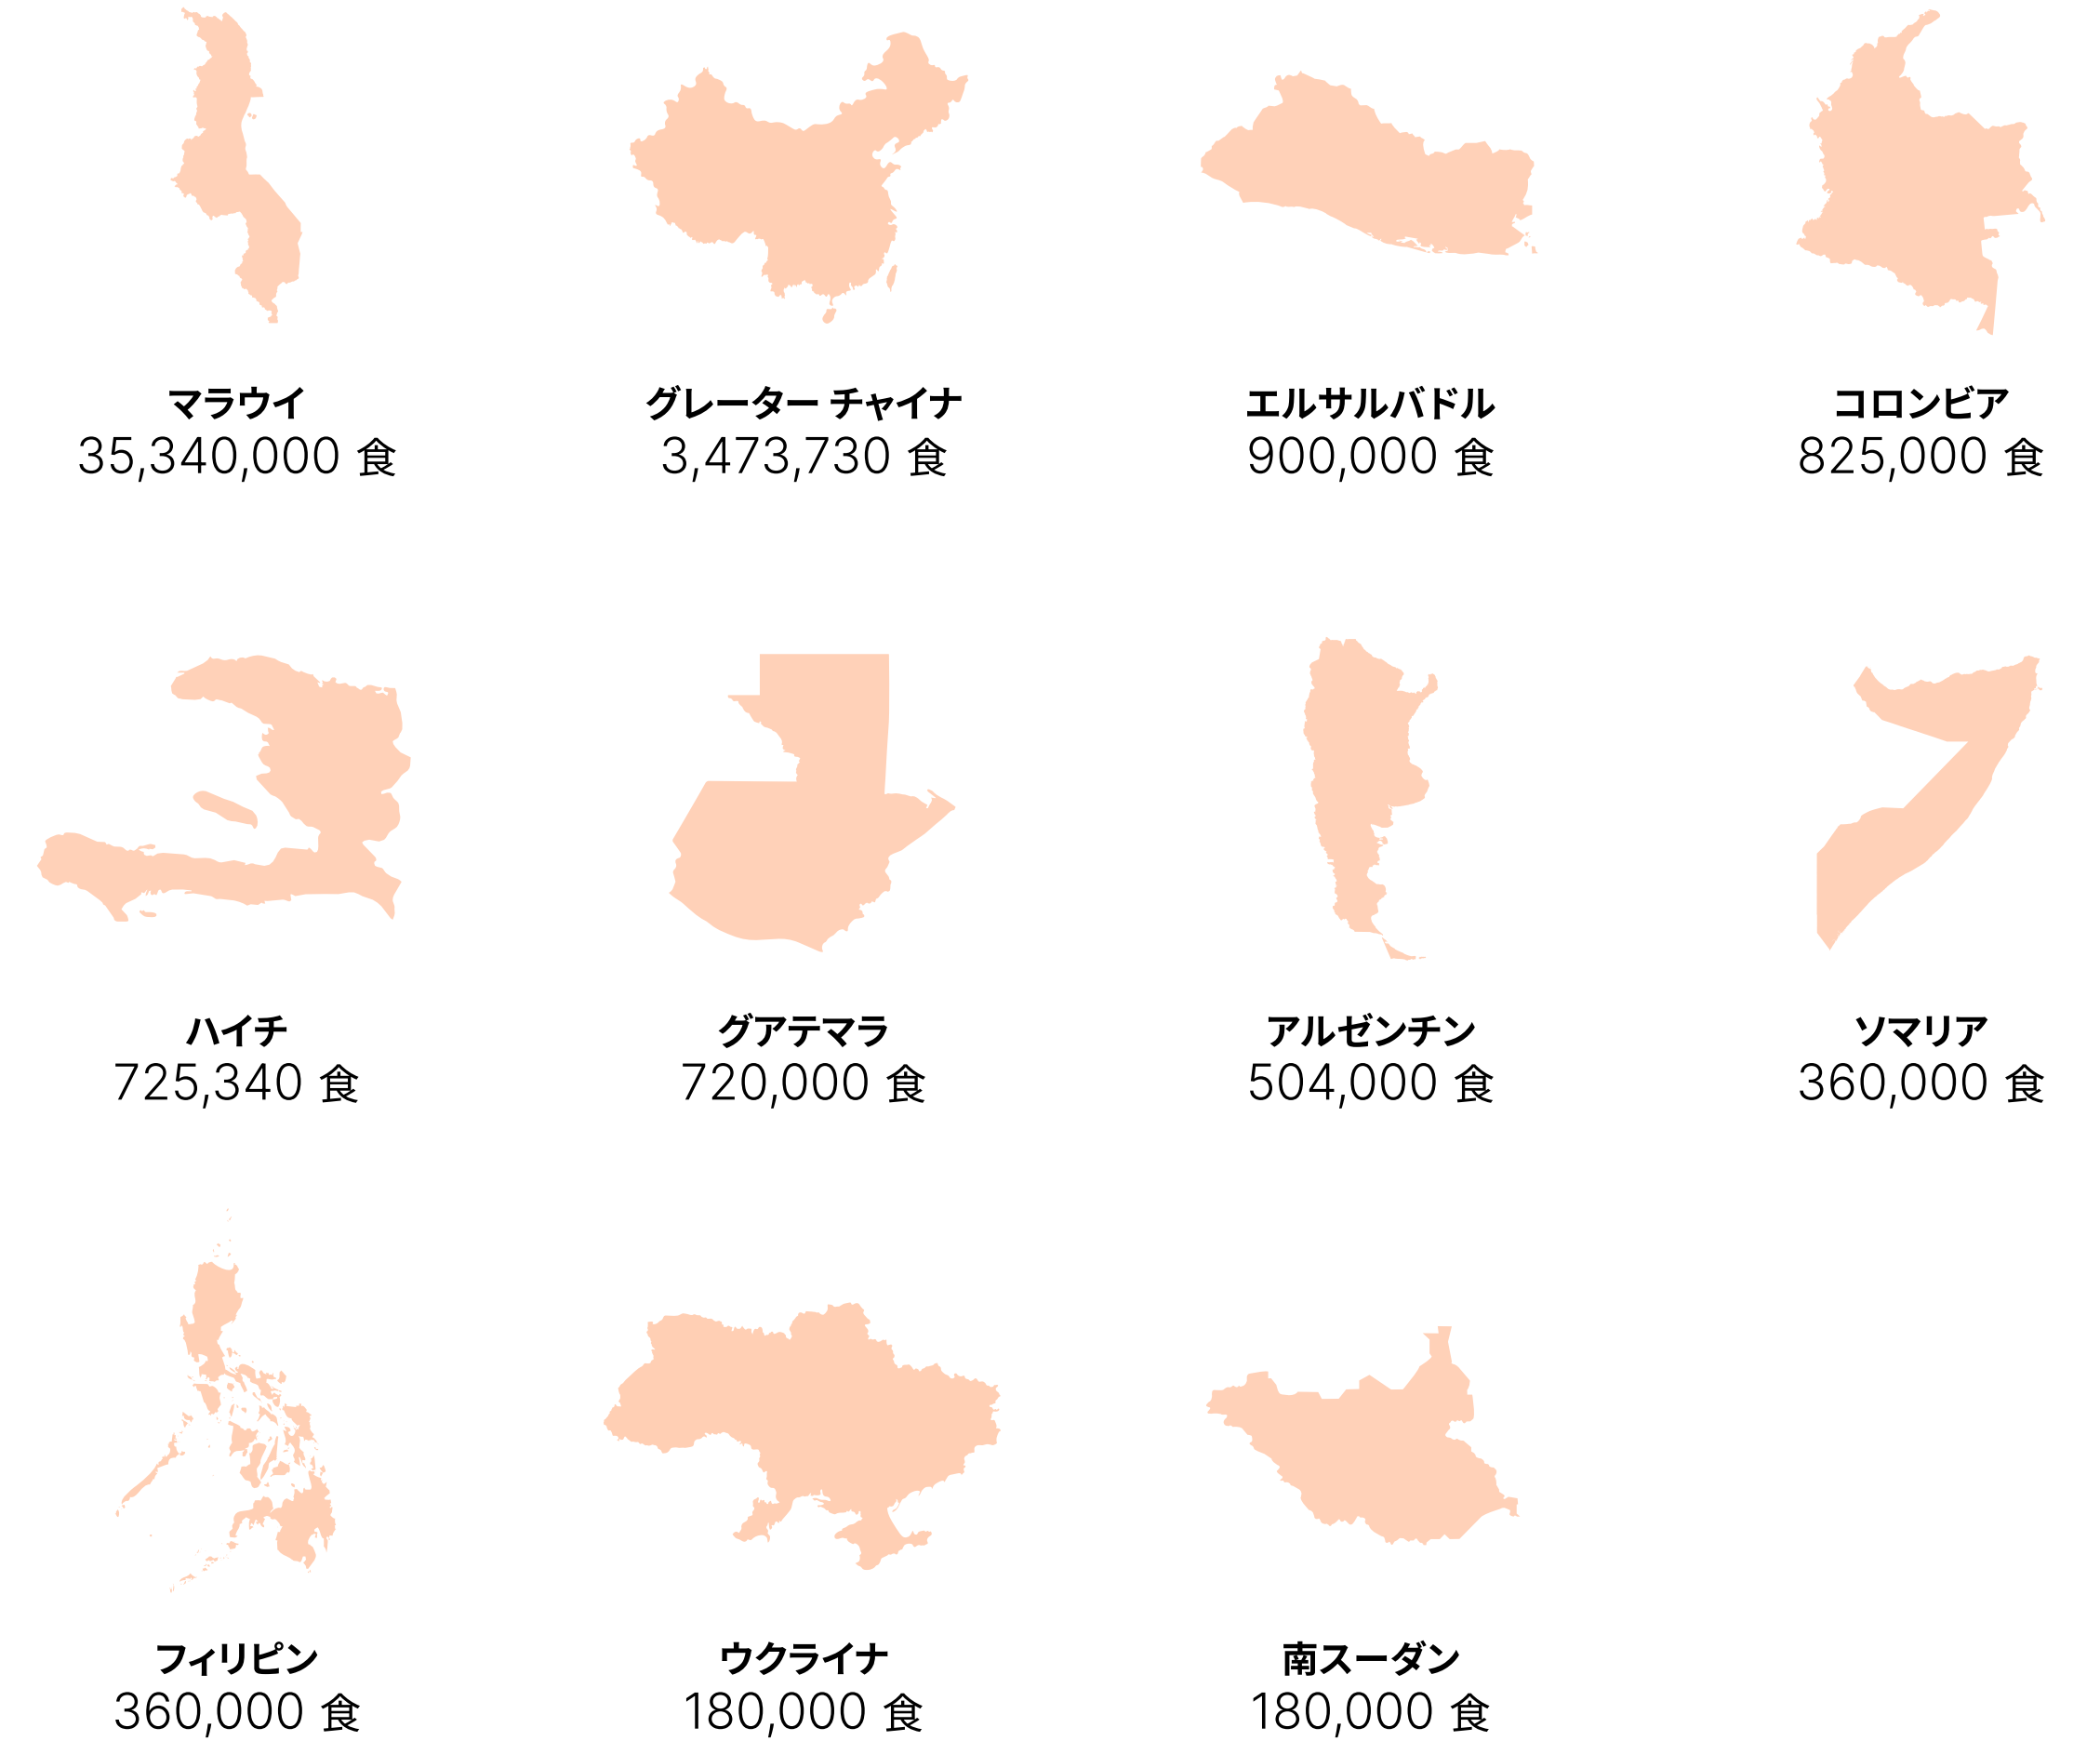 マラウイ
35,340,000 食
グレーター チャイナ
3,473,730 食
エルサルバドル
900,000 食
コロンビア
825,000 食
ハイチ
725,340 食
グアテマラ
720,000 食
アルゼンチン
504,000 食
ソマリア
360,000 食
フィリピン
360,000 食
ウクライナ
180,000 食
南スーダン
180,000 食